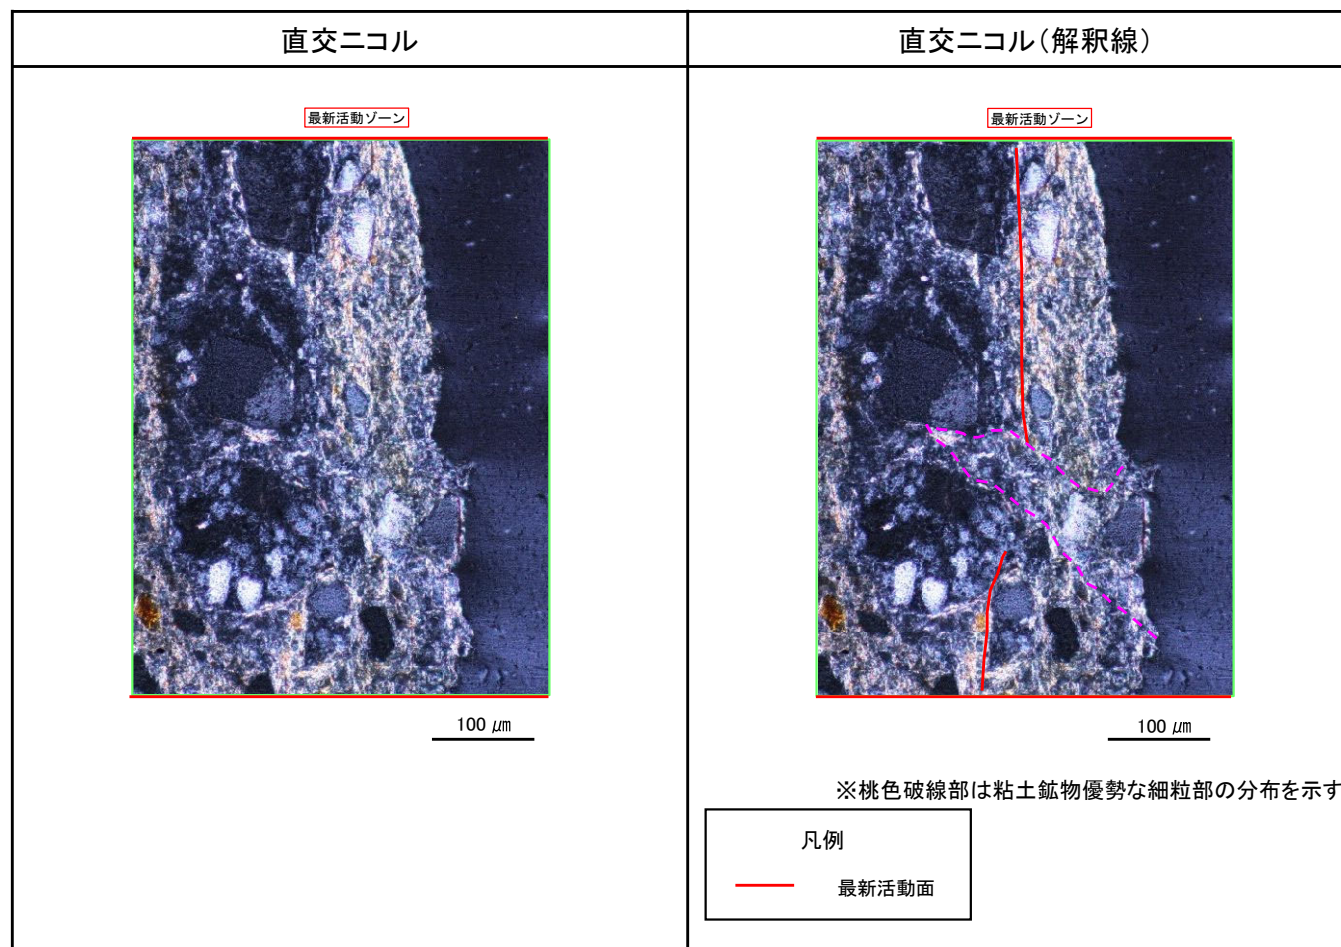 直交ニコル
直交ニコル(解釈線)
最新活動ゾーン
最新活動ゾーン
100 μm
100 μm
※桃色破線部は粘土鉱物優勢な細粒部の分布を示す
凡例
最新活動面